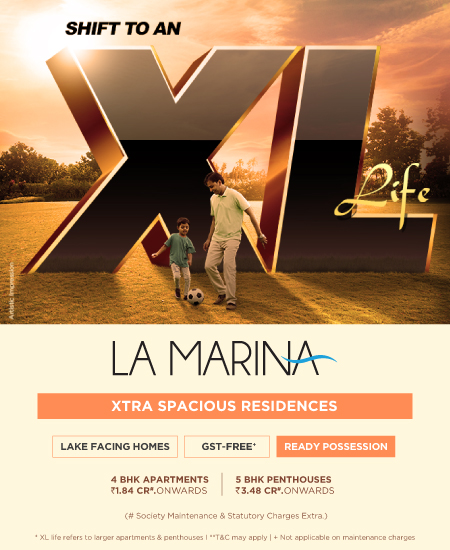 SHIFT TO AN
XL
Life
Artistic Impression
LA MARINA
XTRA SPACIOUS RESIDENCES
LAKE FACING HOMES GST-FREE⁺ READY POSSESSION
4 BHK APARTMENTS 5 BHK PENTHOUSES
₹1.84 CR#.ONWARDS ₹3.48 CR#.ONWARDS
(# Society Maintenance & Statutory Charges Extra.)
* XL life refers to larger apartments & penthouses I **T&C may apply | + Not applicable on maintenance charges